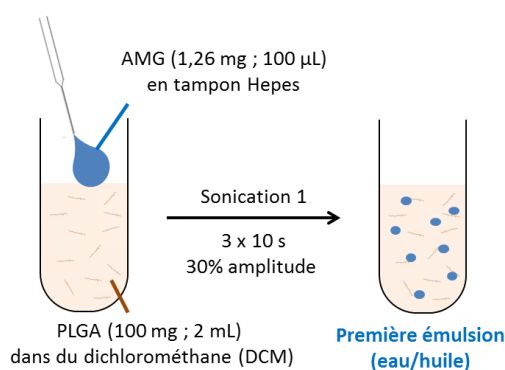 AMG (1,26 mg ; 100 µL)
en tampon Hepes
Sonication 1
3 x 10 s
30% amplitude
PLGA (100 mg ; 2 mL)
dans du dichlorométhane (DCM)
Première émulsion
(eau/huile)